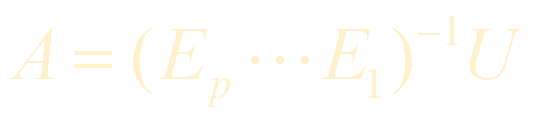 A = (E_p ⋯ E_1)^{-1} U